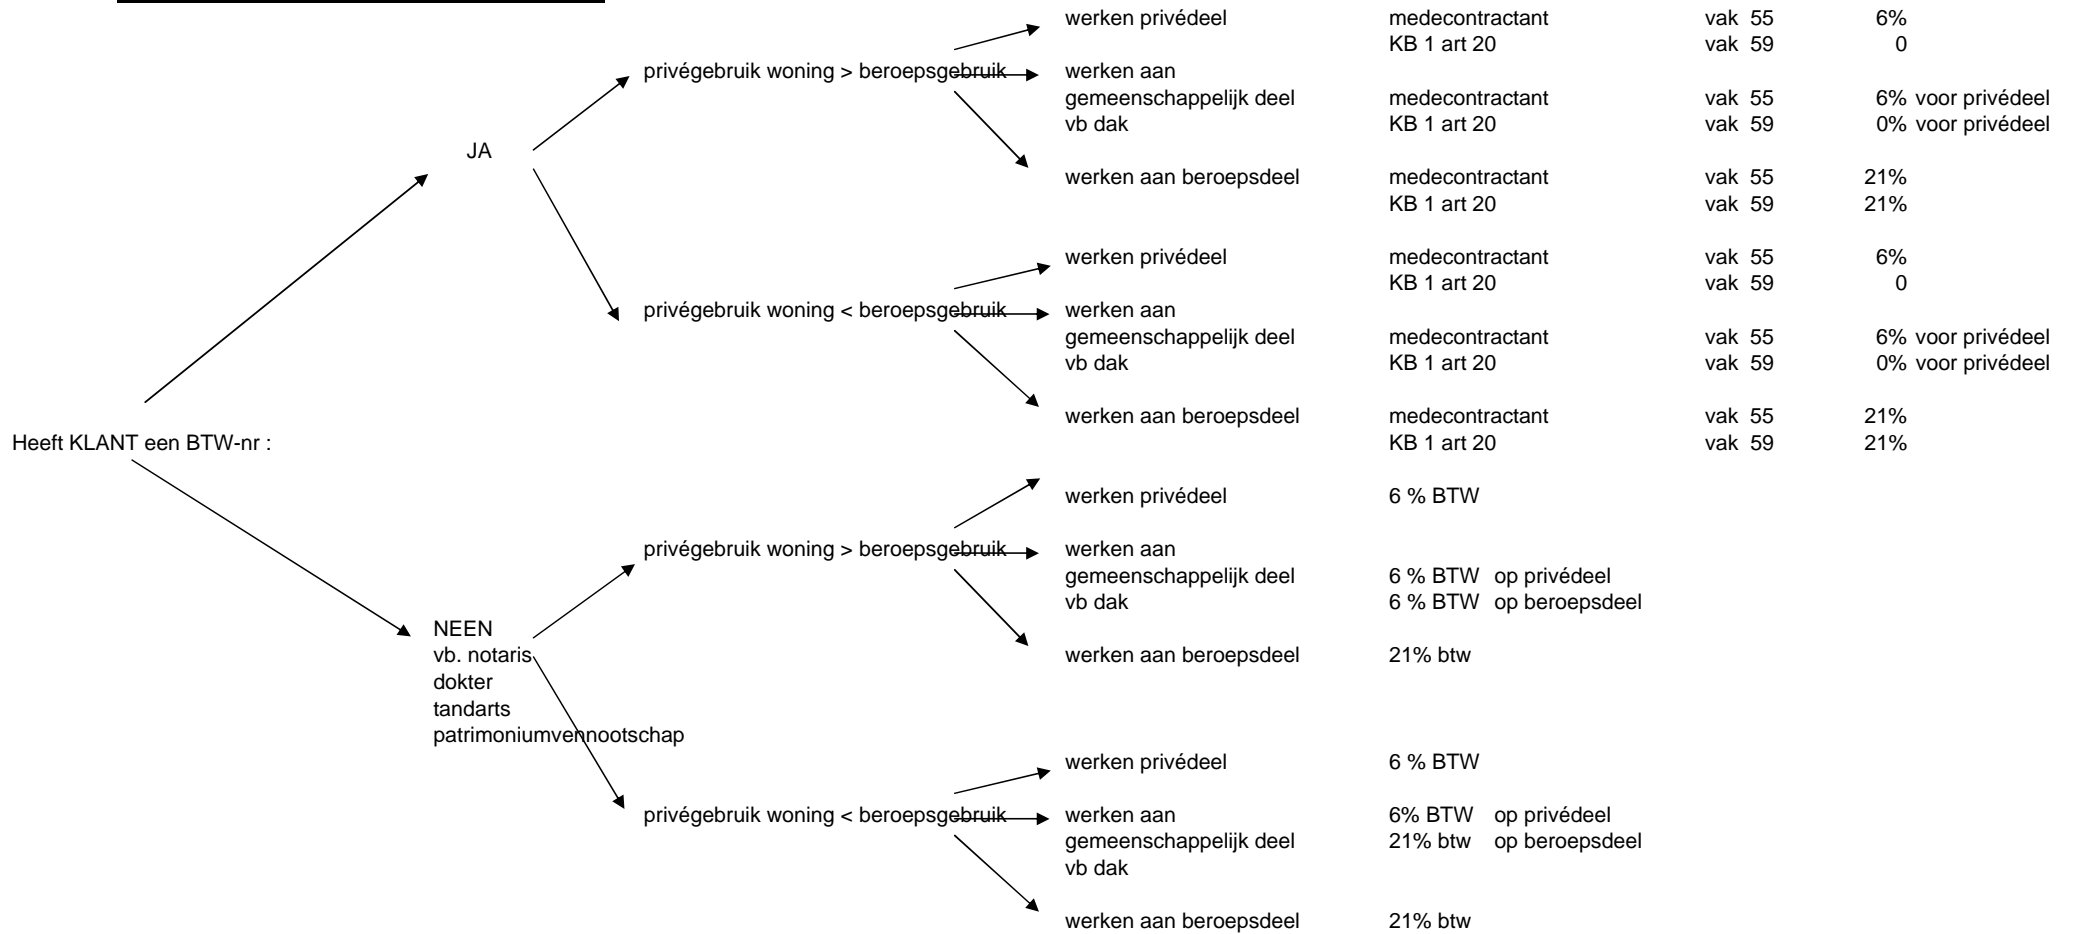 werken privédeel medecontractant vak 55 6%
KB 1 art 20 vak 59 0
privégebruik woning > beroepsgebruik werken aan
gemeenschappelijk deel medecontractant vak 55 6% voor privédeel
vb dak KB 1 art 20 vak 59 0% voor privédeel
JA
werken aan beroepsdeel medecontractant vak 55 21%
KB 1 art 20 vak 59 21%
werken privédeel medecontractant vak 55 6%
KB 1 art 20 vak 59 0
privégebruik woning < beroepsgebruik werken aan
gemeenschappelijk deel medecontractant vak 55 6% voor privédeel
vb dak KB 1 art 20 vak 59 0% voor privédeel
werken aan beroepsdeel medecontractant vak 55 21%
Heeft KLANT een BTW-nr : KB 1 art 20 vak 59 21%
werken privédeel 6 % BTW
privégebruik woning > beroepsgebruik werken aan
gemeenschappelijk deel 6 % BTW op privédeel
vb dak 6 % BTW op beroepsdeel
NEEN
vb. notaris werken aan beroepsdeel 21% btw
dokter
tandarts
patrimoniumvennootschap
werken privédeel 6 % BTW
privégebruik woning < beroepsgebruik werken aan 6% BTW op privédeel
gemeenschappelijk deel 21% btw op beroepsdeel
vb dak
werken aan beroepsdeel 21% btw